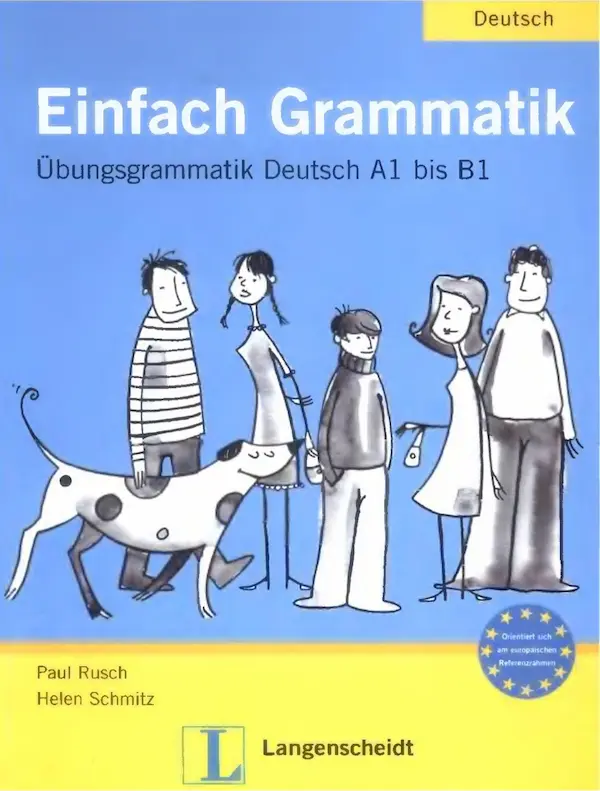 Deutsch
Einfach Grammatik
Übungsgrammatik Deutsch A1 bis B1
Orientiert sich
am europäischen
Referenzrahmen
Paul Rusch
Helen Schmitz
L
Langenscheidt